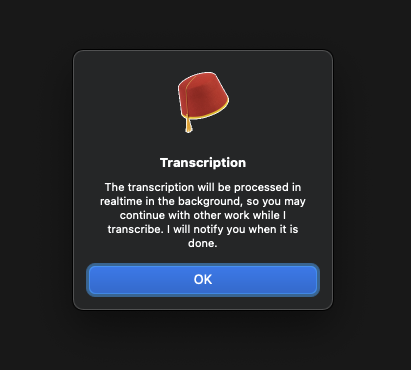 Transcription
The transcription will be processed in
realtime in the background, so you may
continue with other work while I
transcribe. I will notify you when it is
done.
OK